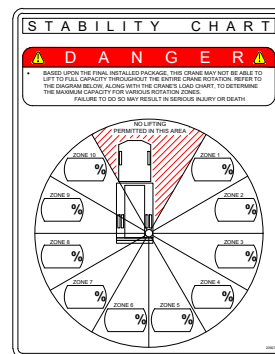 STABILITY CHART
DANGER
• BASED UPON THE FINAL INSTALLED PACKAGE, THIS CRANE MAY NOT BE ABLE TO
LIFT TO FULL CAPACITY THROUGHOUT THE ENTIRE CRANE ROTATION. REFER TO
THE DIAGRAM BELOW, ALONG WITH THE CRANE'S LOAD CHART, TO DETERMINE
THE MAXIMUM CAPACITY FOR VARIOUS ROTATION ZONES.
FAILURE TO DO SO MAY RESULT IN SERIOUS INJURY OR DEATH
NO LIFTING
PERMITTED IN THIS AREA
ZONE 10
%
ZONE 1
%
ZONE 9
%
ZONE 2
%
ZONE 8
%
ZONE 3
%
ZONE 7
%
ZONE 4
%
ZONE 6
%
ZONE 5
%